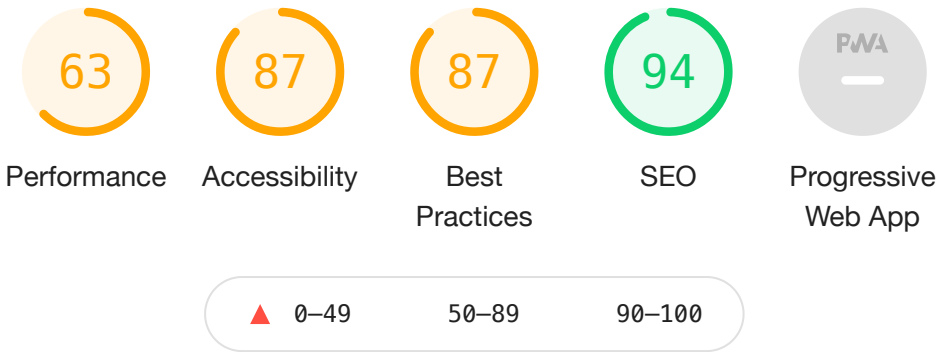 63
87
87
94
PWA
Performance
Accessibility
Best
Practices
SEO
Progressive
Web App
0–49
50–89
90–100